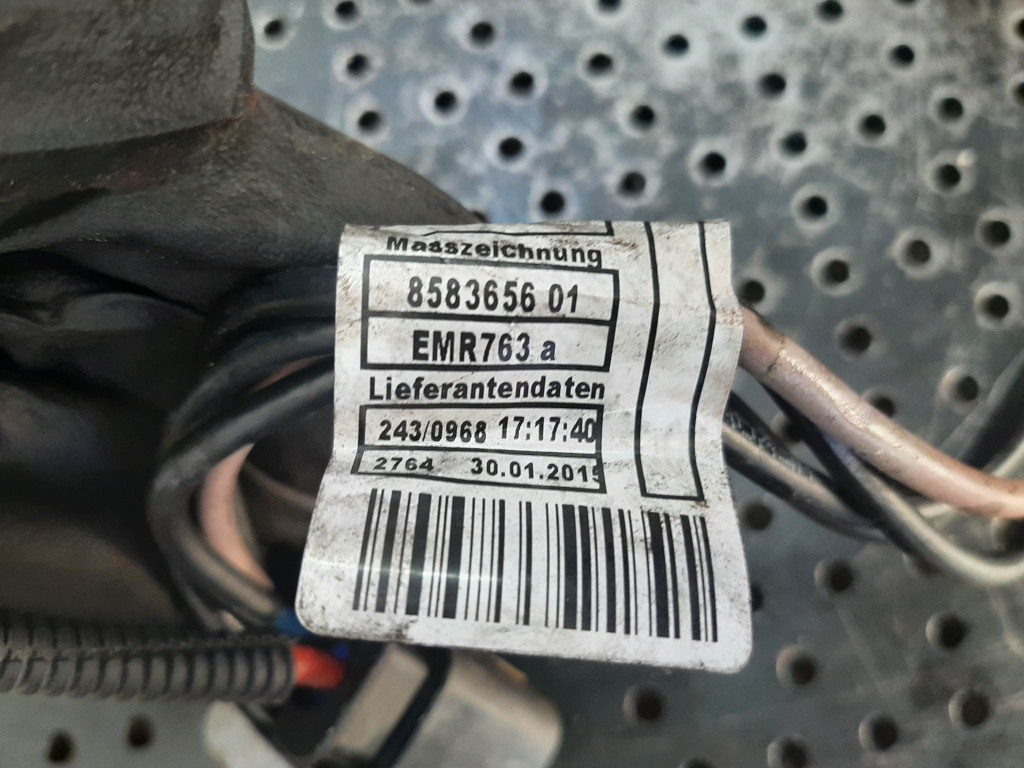 Masszeichnung
8583656 01
EMR763 a
Lieferantendaten
243/0968 17:17:40
2764 30.01.2015